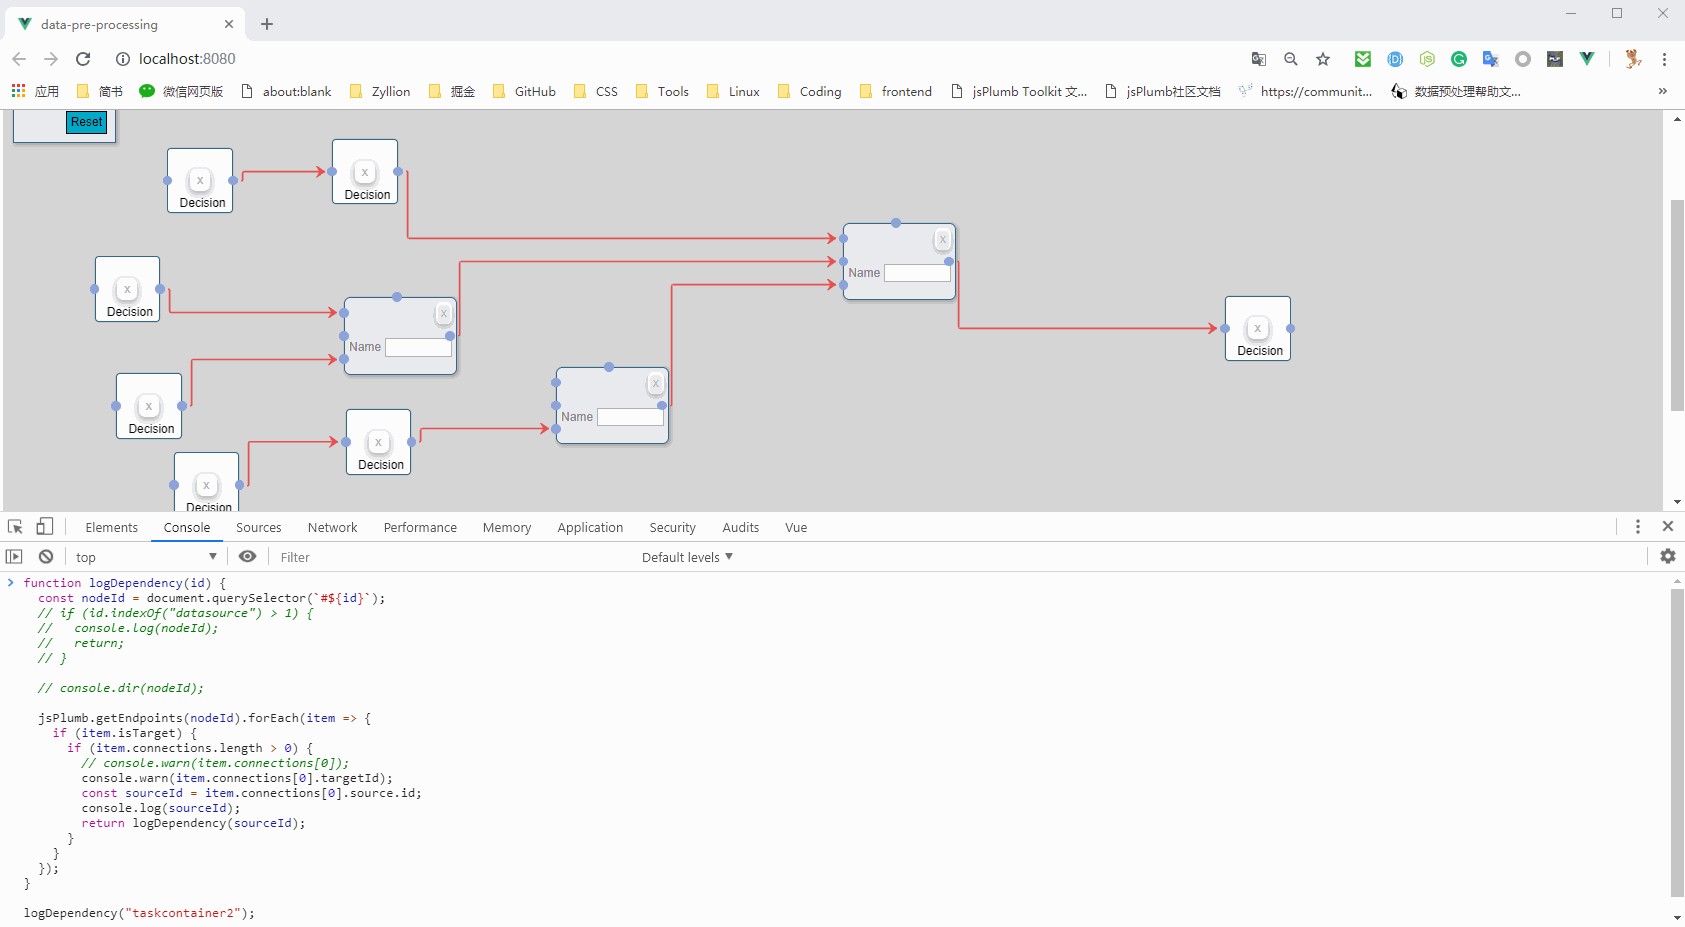 data-pre-processing
localhost:8080
应用 简书 微信网页版 about:blank Zyllion 掘金 GitHub CSS Tools Linux Coding frontend jsPlumb Toolkit 文... jsPlumb社区文档 https://communit... 数据预处理帮助文... »
Reset
x
Decision
x
Decision
x
Name
x
Decision
x
Name
x
Decision
x
Name
x
Decision
x
Decision
x
Decision
Elements Console Sources Network Performance Memory Application Security Audits Vue
top Filter Default levels
> function logDependency(id) {
const nodeId = document.querySelector(`#${id}`);
// if (id.indexOf("datasource") > 1) {
//   console.log(nodeId);
//   return;
// }
// console.dir(nodeId);
jsPlumb.getEndpoints(nodeId).forEach(item => {
if (item.isTarget) {
if (item.connections.length > 0) {
// console.warn(item.connections[0]);
console.warn(item.connections[0].targetId);
const sourceId = item.connections[0].source.id;
console.log(sourceId);
return logDependency(sourceId);
}
}
});
}
logDependency("taskcontainer2");